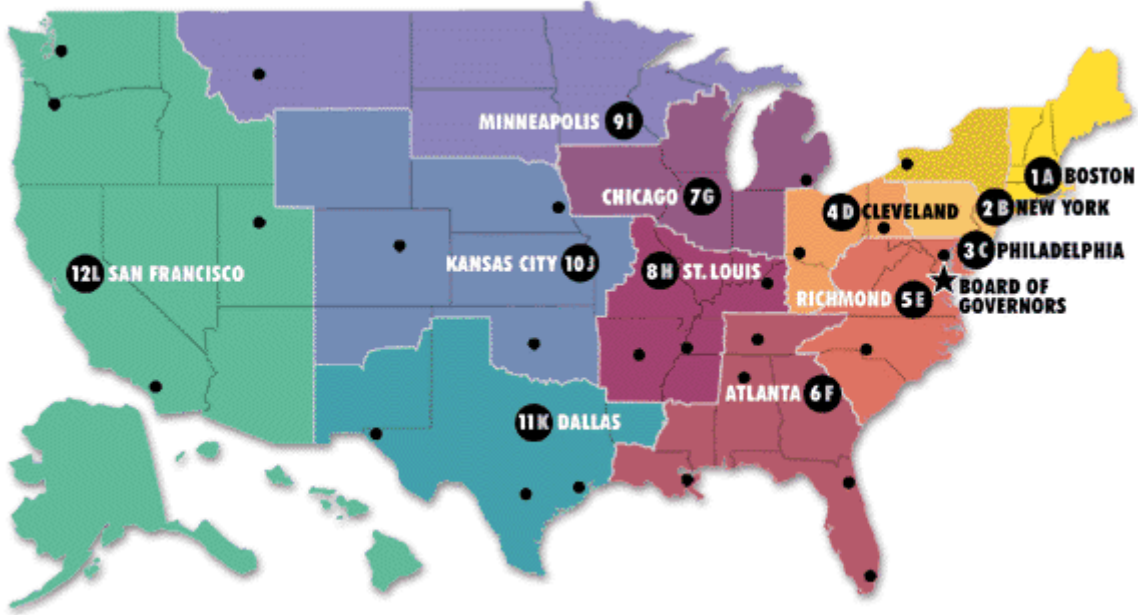 MINNEAPOLIS 9I
1A BOSTON
CHICAGO 7G
4D CLEVELAND
2B NEW YORK
12L SAN FRANCISCO
KANSAS CITY 10J
8H ST. LOUIS
3C PHILADELPHIA
RICHMOND 5E
BOARD OF
GOVERNORS
ATLANTA 6F
11K DALLAS